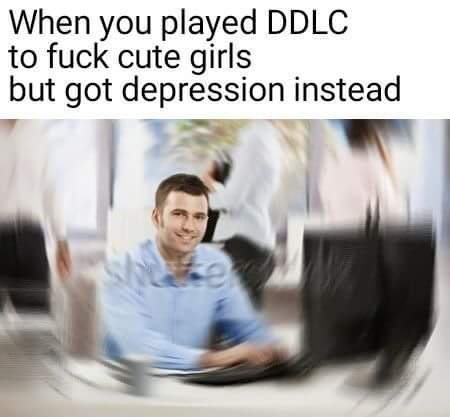 When you played DDLC
to fuck cute girls
but got depression instead